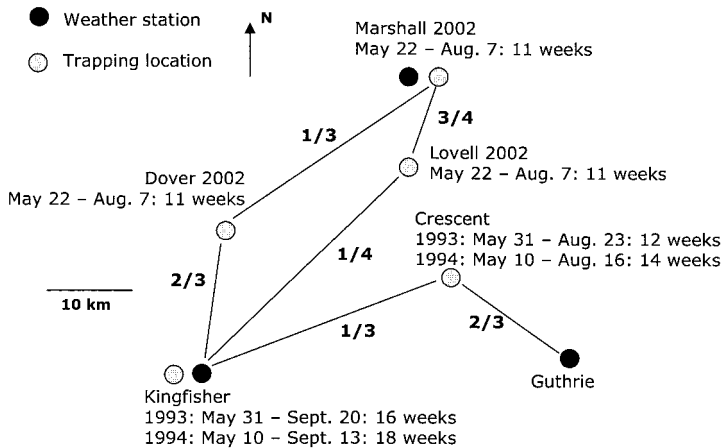 Weather station
N
Trapping location
Marshall 2002
May 22 – Aug. 7: 11 weeks
1/3
3/4
Lovell 2002
May 22 – Aug. 7: 11 weeks
Dover 2002
May 22 – Aug. 7: 11 weeks
Crescent
1993: May 31 – Aug. 23: 12 weeks
1994: May 10 – Aug. 16: 14 weeks
1/4
2/3
10 km
1/3
2/3
Guthrie
Kingfisher
1993: May 31 – Sept. 20: 16 weeks
1994: May 10 – Sept. 13: 18 weeks